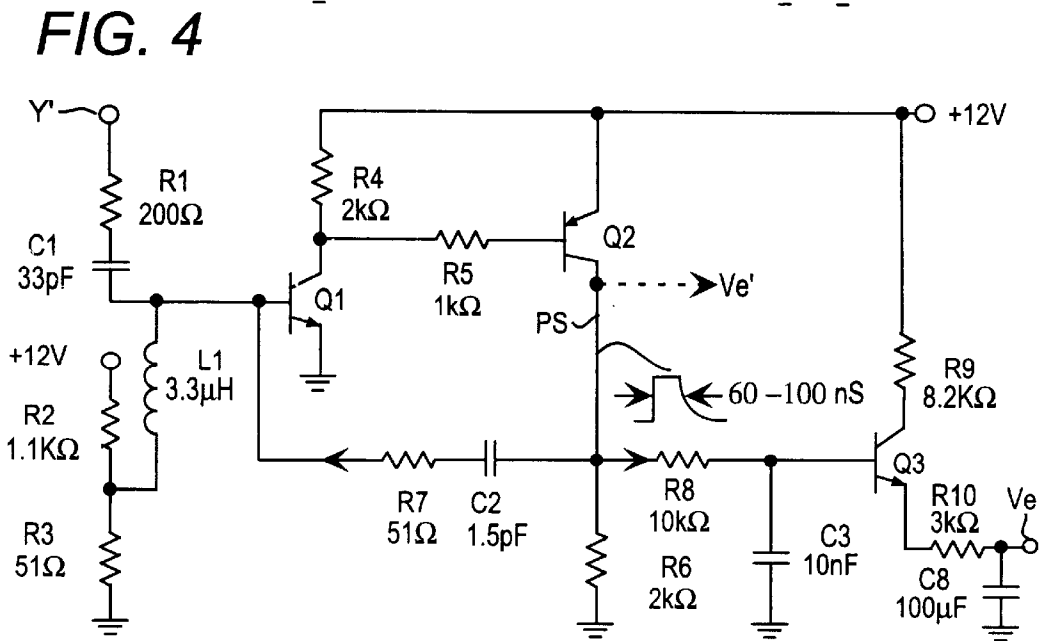 FIG. 4
Y'
+12V
R1
200Ω
R4
2kΩ
Q2
C1
33pF
R5
1kΩ
Q1
Ve'
PS
+12V
L1
3.3μH
R9
8.2KΩ
60 –100 nS
R2
1.1KΩ
Q3
R7
51Ω
C2
1.5pF
R8
10kΩ
R10
3kΩ
Ve
R3
51Ω
C3
10nF
R6
2kΩ
C8
100μF